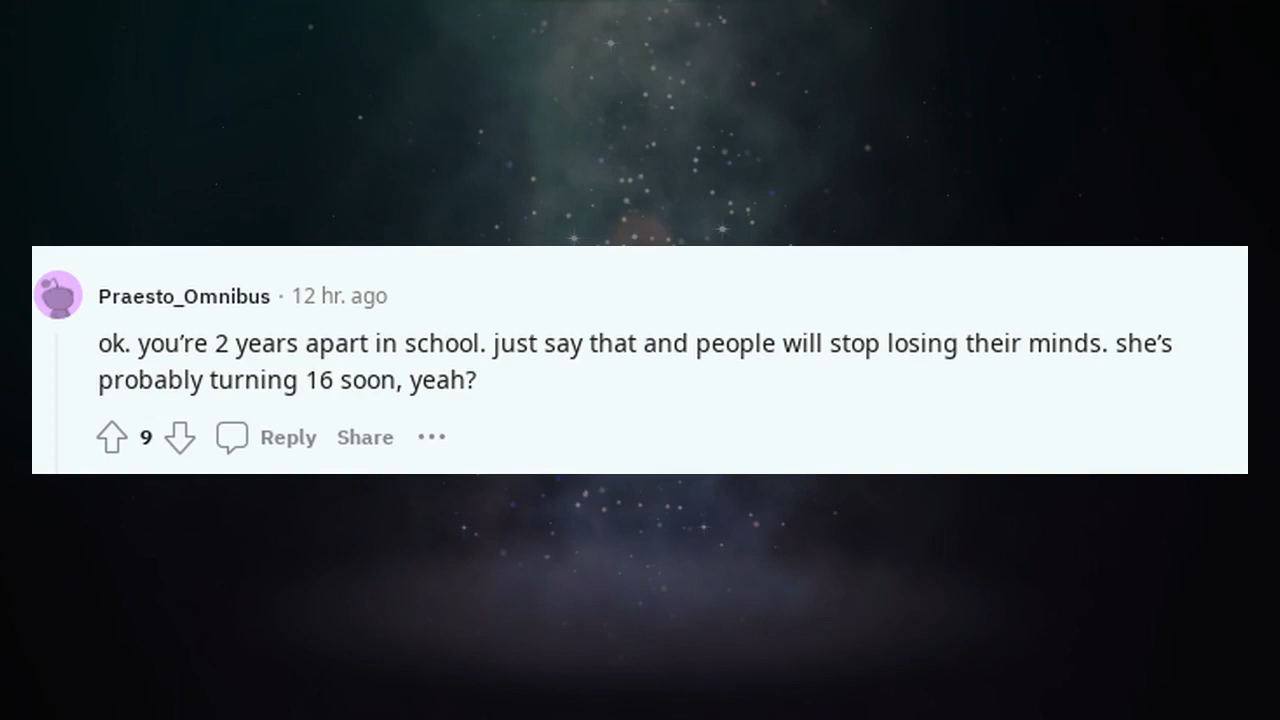 Praesto_Omnibus · 12 hr. ago
ok. you’re 2 years apart in school. just say that and people will stop losing their minds. she’s
probably turning 16 soon, yeah?
9 Reply Share ···